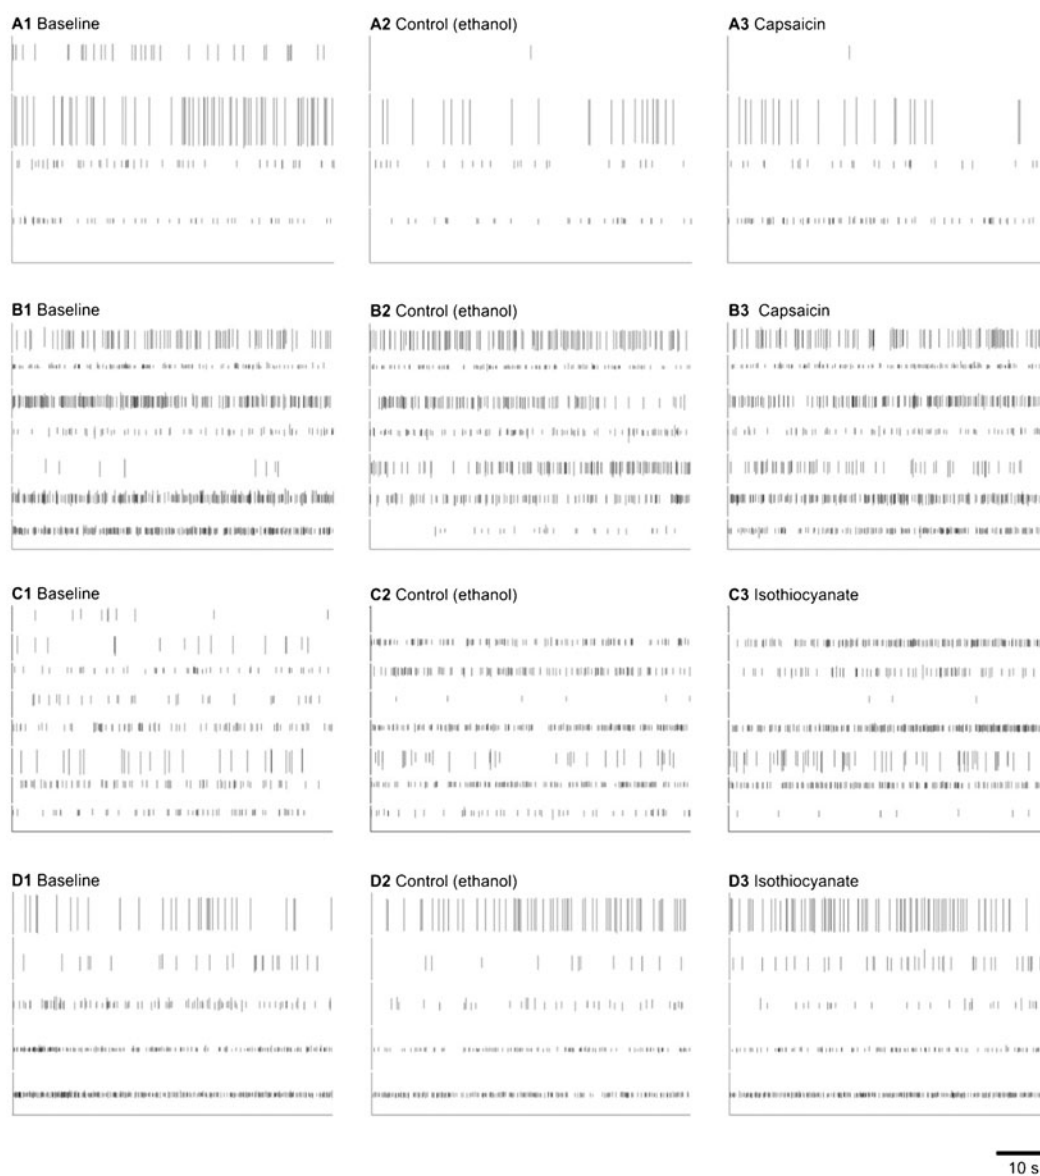 A1 Baseline
A2 Control (ethanol)
A3 Capsaicin
B1 Baseline
B2 Control (ethanol)
B3 Capsaicin
C1 Baseline
C2 Control (ethanol)
C3 Isothiocyanate
D1 Baseline
D2 Control (ethanol)
D3 Isothiocyanate
10 s